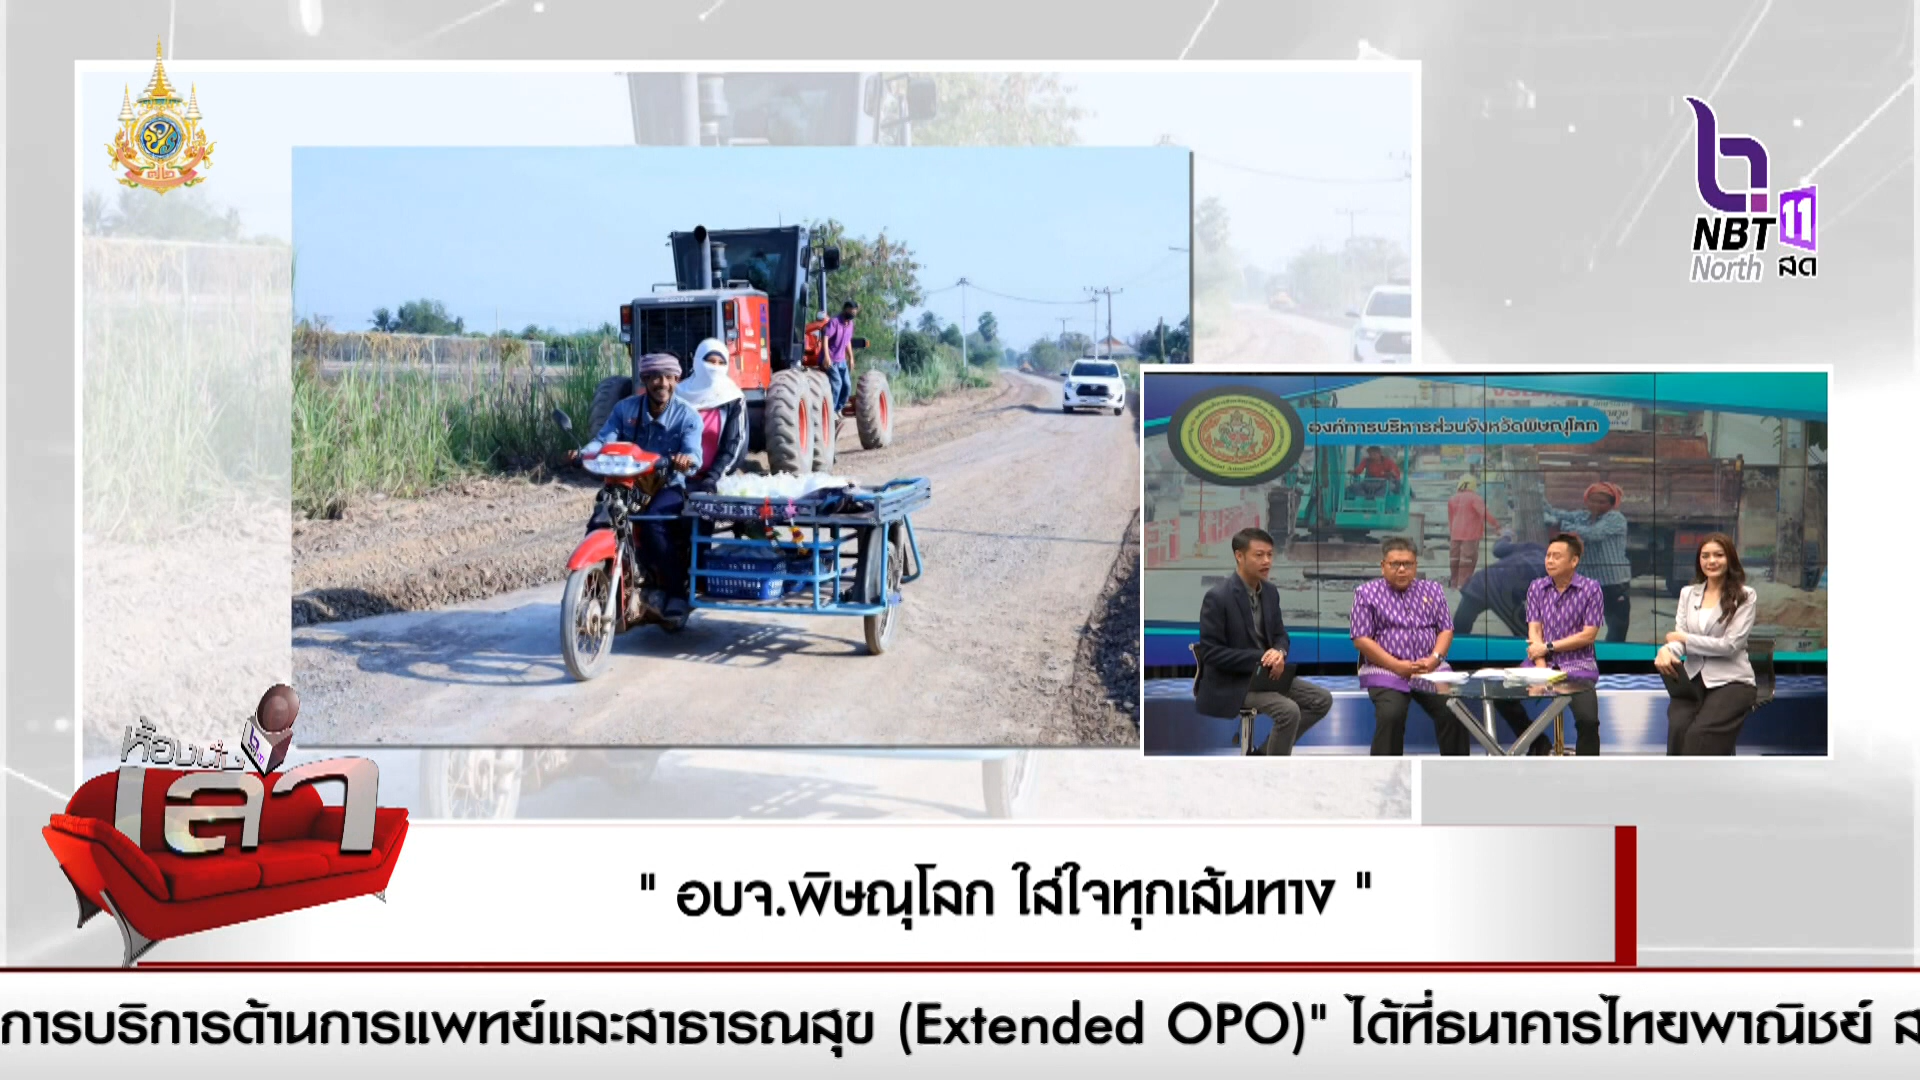 NBT 11
North สด
องค์การบริหารส่วนจังหวัดพิษณุโลก
ห้องนั่ง
เล่า
" อบจ.พิษณุโลก ใส่ใจทุกเส้นทาง "
การบริการด้านการแพทย์และสาธารณสุข (Extended OPO)" ได้ที่ธนาคารไทยพาณิชย์ ส